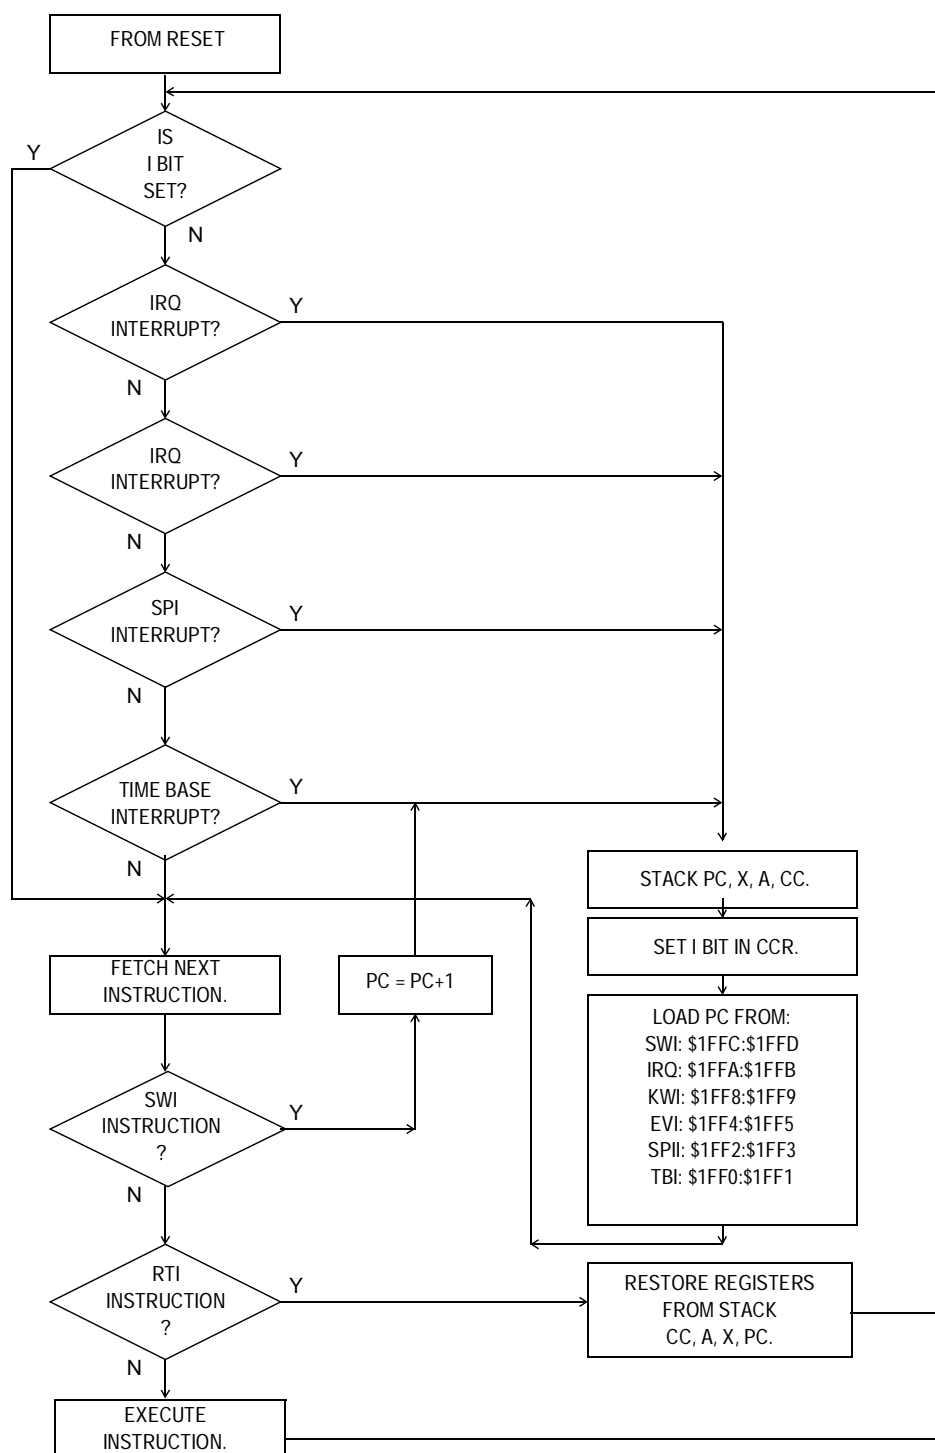 FROM RESET
IS
I BIT
SET?
Y
N
IRQ
INTERRUPT?
Y
N
IRQ
INTERRUPT?
Y
N
SPI
INTERRUPT?
Y
N
TIME BASE
INTERRUPT?
Y
N
STACK PC, X, A, CC.
SET I BIT IN CCR.
FETCH NEXT
INSTRUCTION.
PC = PC+1
LOAD PC FROM:
SWI: $1FFC:$1FFD
IRQ: $1FFA:$1FFB
KWI: $1FF8:$1FF9
EVI: $1FF4:$1FF5
SPII: $1FF2:$1FF3
TBI: $1FF0:$1FF1
SWI
INSTRUCTION
?
Y
N
RTI
INSTRUCTION
?
Y
N
RESTORE REGISTERS
FROM STACK
CC, A, X, PC.
EXECUTE
INSTRUCTION.